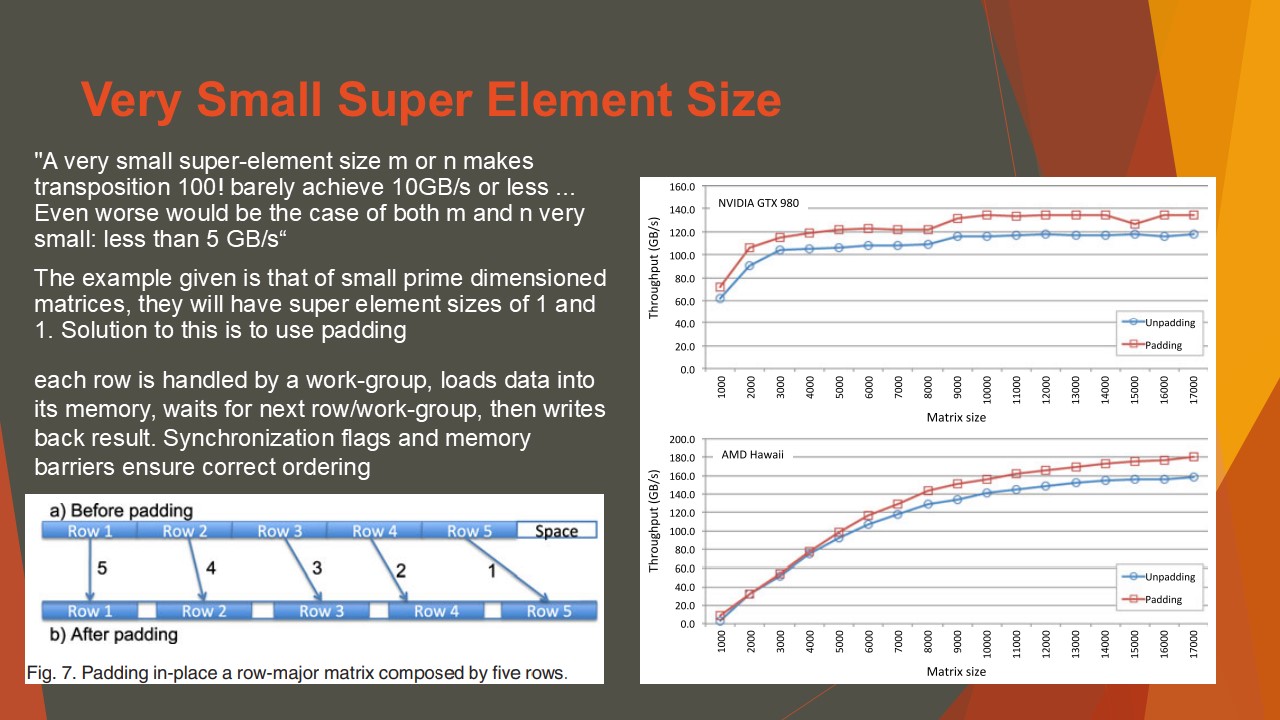 Very Small Super Element Size
"A very small super-element size m or n makes
transposition 100! barely achieve 10GB/s or less ...
Even worse would be the case of both m and n very
small: less than 5 GB/s“
The example given is that of small prime dimensioned
matrices, they will have super element sizes of 1 and
1. Solution to this is to use padding
each row is handled by a work-group, loads data into
its memory, waits for next row/work-group, then writes
back result. Synchronization flags and memory
barriers ensure correct ordering
a) Before padding
Row 1 Row 2 Row 3 Row 4 Row 5 Space
5 4 3 2 1
Row 1 Row 2 Row 3 Row 4 Row 5
b) After padding
Fig. 7. Padding in-place a row-major matrix composed by five rows.
NVIDIA GTX 980
Throughput (GB/s)
160.0
140.0
120.0
100.0
80.0
60.0
40.0
20.0
0.0
Unpadding
Padding
1000 2000 3000 4000 5000 6000 7000 8000 9000 10000 11000 12000 13000 14000 15000 16000 17000
Matrix size
AMD Hawaii
Throughput (GB/s)
200.0
180.0
160.0
140.0
120.0
100.0
80.0
60.0
40.0
20.0
0.0
Unpadding
Padding
1000 2000 3000 4000 5000 6000 7000 8000 9000 10000 11000 12000 13000 14000 15000 16000 17000
Matrix size